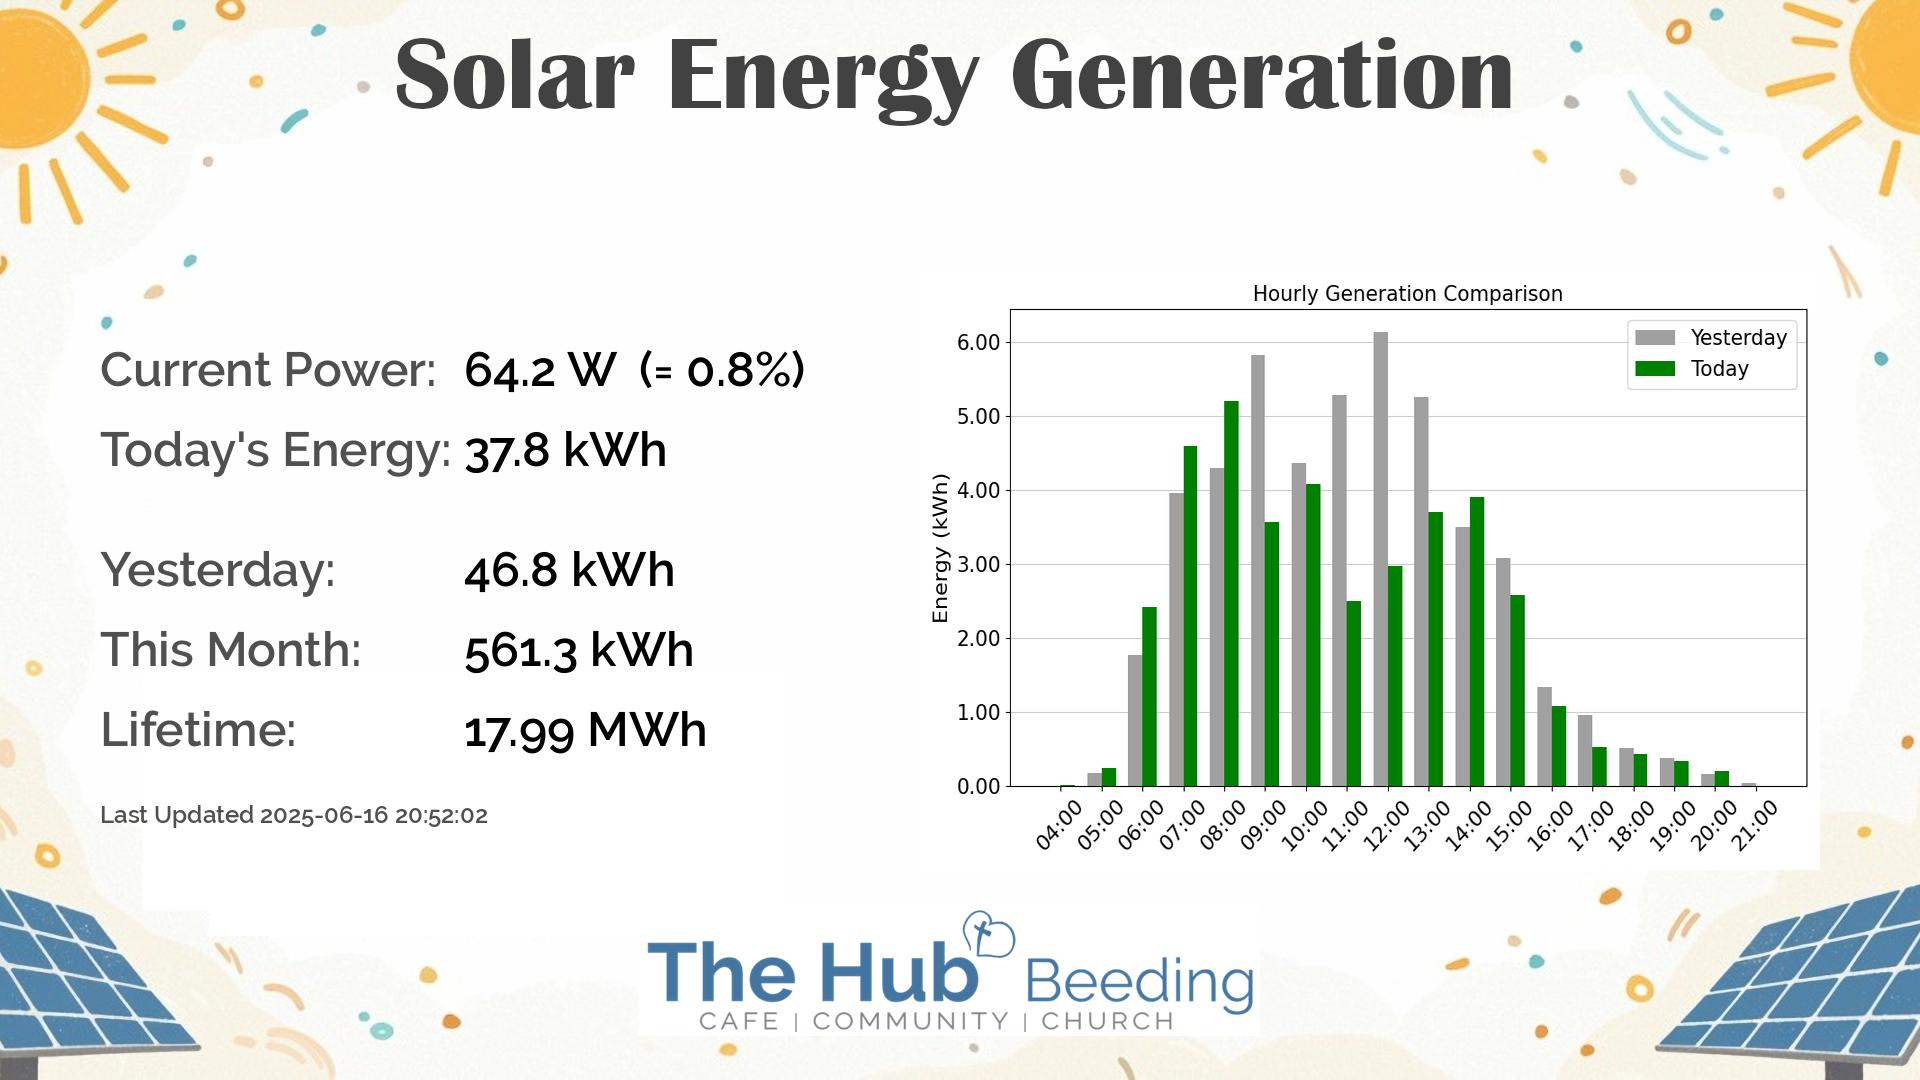 Solar Energy Generation
Current Power: 64.2 W (= 0.8%)
Today's Energy: 37.8 kWh
Yesterday: 46.8 kWh
This Month: 561.3 kWh
Lifetime: 17.99 MWh
Last Updated 2025-06-16 20:52:02
Hourly Generation Comparison
Yesterday
Today
Energy (kWh)
6.00
5.00
4.00
3.00
2.00
1.00
0.00
04:00 05:00 06:00 07:00 08:00 09:00 10:00 11:00 12:00 13:00 14:00 15:00 16:00 17:00 18:00 19:00 20:00 21:00
The Hub Beeding
CAFE | COMMUNITY | CHURCH